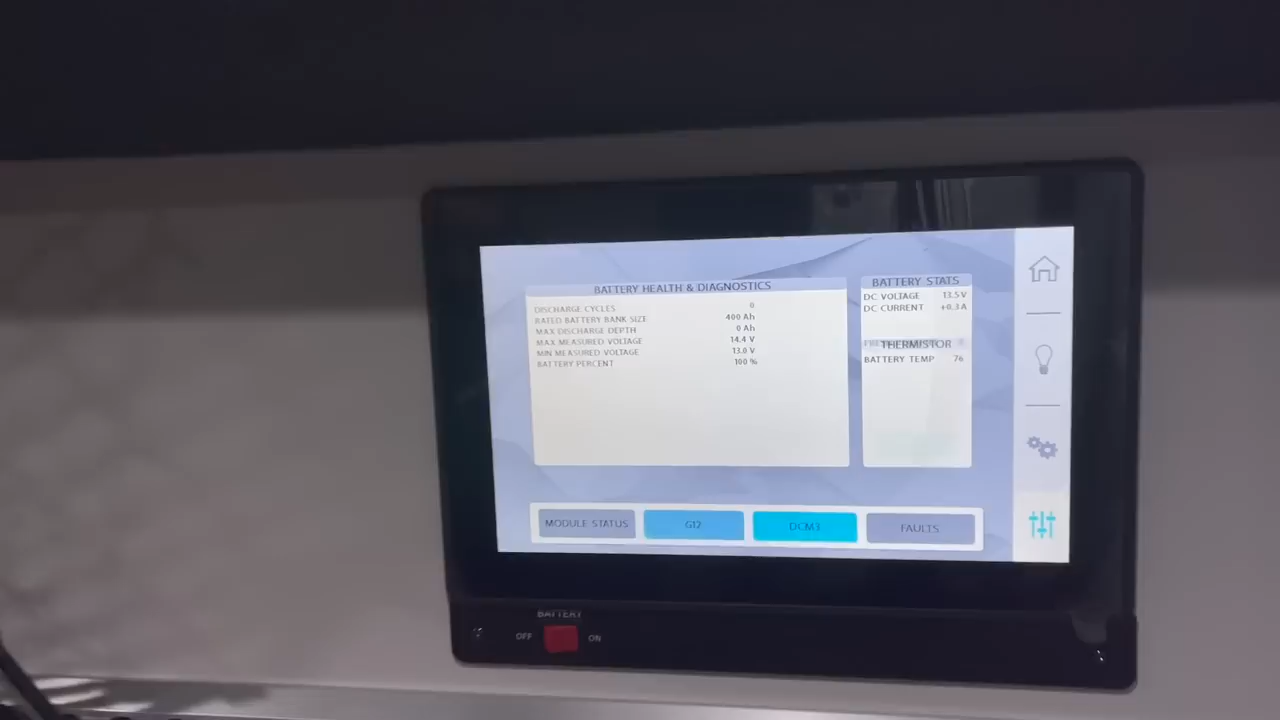 BATTERY HEALTH & DIAGNOSTICS
DISCHARGE CYCLES 0
RATED BATTERY BANK SIZE 400 Ah
MAX DISCHARGE DEPTH 0 Ah
MAX MEASURED VOLTAGE 14.4 V
MIN MEASURED VOLTAGE 13.0 V
BATTERY PERCENT 100 %
BATTERY STATS
DC VOLTAGE 13.5 V
DC CURRENT +0.3 A
THERMISTOR
BATTERY TEMP 76
MODULE STATUS
G12
DCM3
FAULTS
BATTERY
OFF
ON